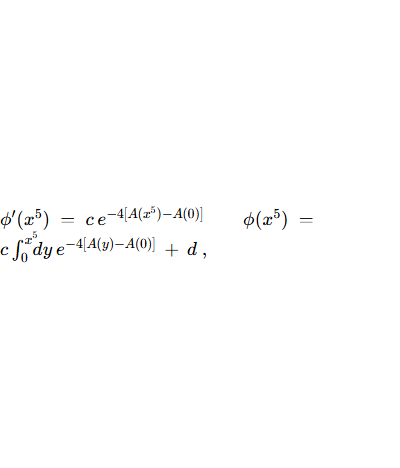 ϕ′(x⁵) = c e^{−4[A(x⁵)−A(0)]} ϕ(x⁵) =
c ∫₀^{x⁵} dy e^{−4[A(y)−A(0)]} + d ,